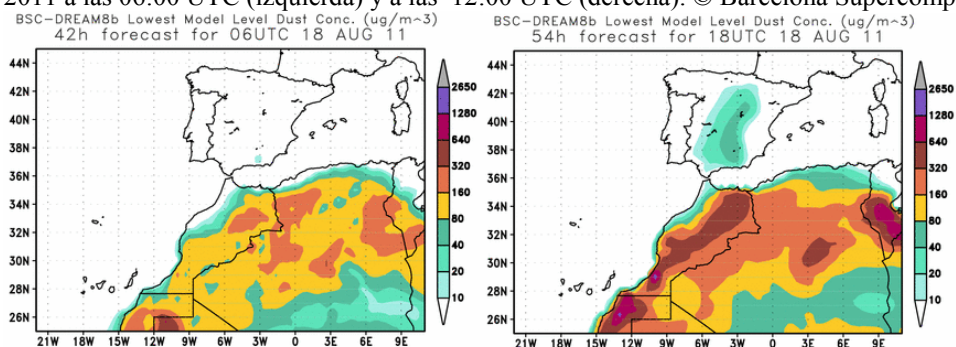 2011 a las 06:00 UTC (izquierda) y a las 12:00 UTC (derecha). © Barcelona Supercomp
BSC-DREAM8b Lowest Model Level Dust Conc. (ug/m^3)
42h forecast for 06UTC 18 AUG 11
44N
42N
40N
38N
36N
34N
32N
30N
28N
26N
21W 18W 15W 12W 9W 6W 3W 0 3E 6E 9E
2650
1280
640
320
160
80
40
20
10
BSC-DREAM8b Lowest Model Level Dust Conc. (ug/m^3)
54h forecast for 18UTC 18 AUG 11
44N
42N
40N
38N
36N
34N
32N
30N
28N
26N
21W 18W 15W 12W 9W 6W 3W 0 3E 6E 9E
2650
1280
640
320
160
80
40
20
10